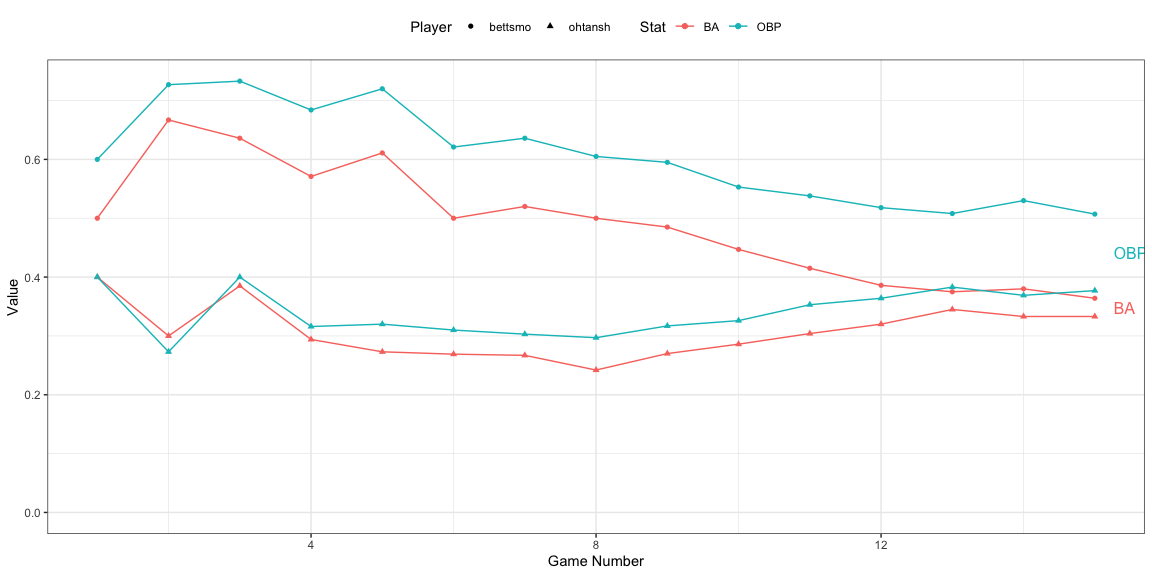 Player bettsmo ohtansh Stat BA OBP
Value
0.6
0.4
0.2
0.0
OBP
BA
4 8 12
Game Number